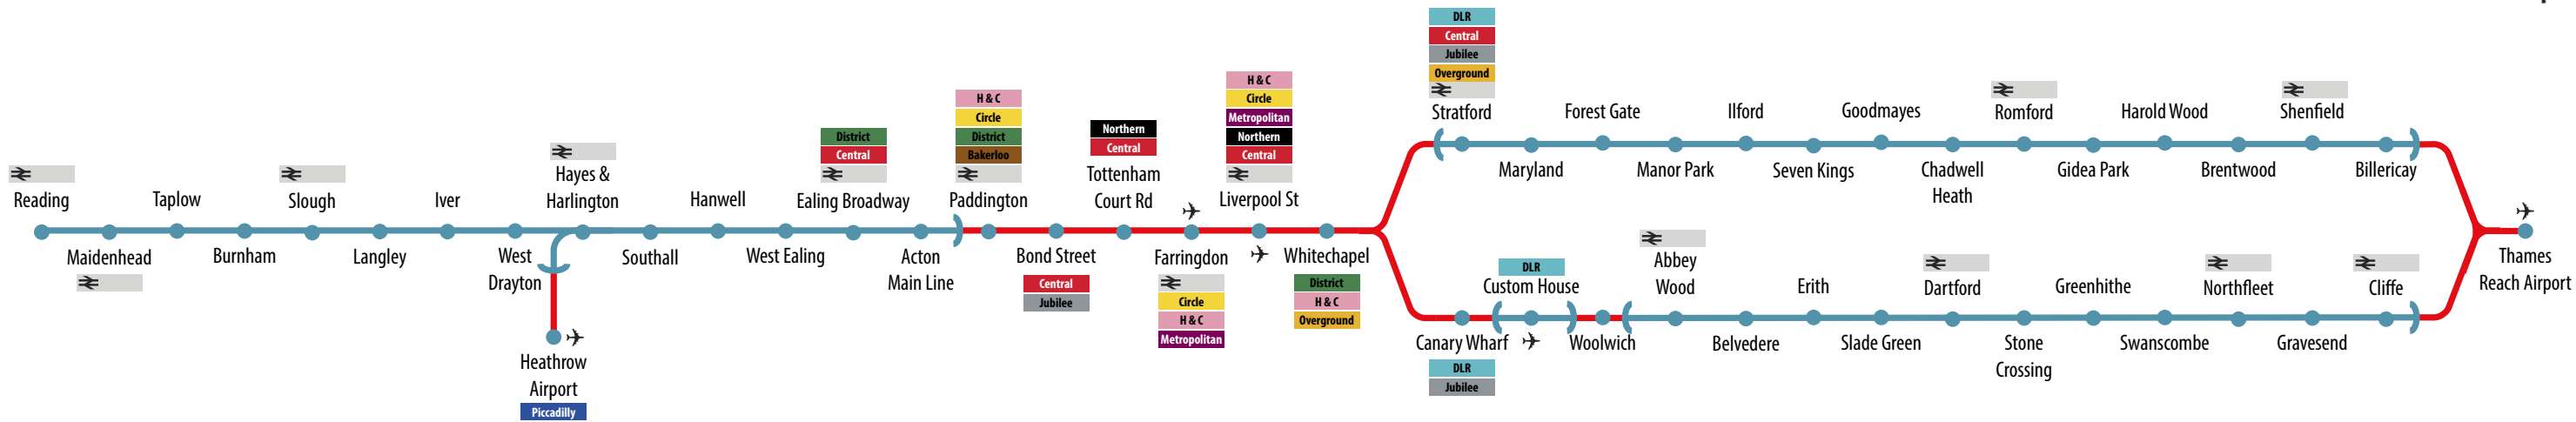 Reading
Maidenhead
Taplow
Burnham
Slough
Langley
Iver
West
Drayton
Hayes &
Harlington
Heathrow
Airport
Piccadilly
Southall
Hanwell
West Ealing
District
Central
Ealing Broadway
Acton
Main Line
H & C
Circle
District
Bakerloo
Paddington
Bond Street
Central
Jubilee
Northern
Central
Tottenham
Court Rd
Farringdon
Circle
H & C
Metropolitan
H & C
Circle
Metropolitan
Northern
Central
Liverpool St
Whitechapel
District
H & C
Overground
DLR
Central
Jubilee
Overground
Stratford
Maryland
Forest Gate
Manor Park
Ilford
Seven Kings
Goodmayes
Chadwell
Heath
Romford
Gidea Park
Harold Wood
Brentwood
Shenfield
Billericay
Canary Wharf
DLR
Jubilee
DLR
Custom House
Woolwich
Abbey
Wood
Belvedere
Erith
Slade Green
Dartford
Stone
Crossing
Greenhithe
Swanscombe
Northfleet
Gravesend
Cliffe
Thames
Reach Airport